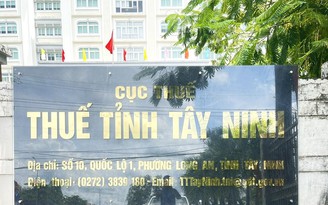 CỤC THUẾ
THUẾ TỈNH TÂY NINH
Địa chỉ: SỐ 10, QUỐC LỘ 1, PHƯỜNG LONG AN, TỈNH TÂY NINH
Điện thoại: (0272) 3839 180 - Email: